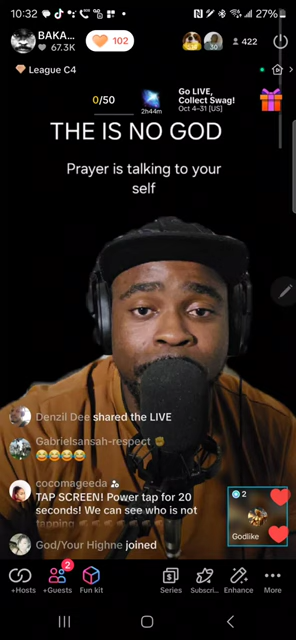 10:32
27%
BAKA...
67.3K
102
30
422
League C4
0/50
2h44m
Go LIVE,
Collect Swag!
Oct 4–31 [US]
THE IS NO GOD
Prayer is talking to your
self
Denzil Dee shared the LIVE
Gabrielsansah-respect ✊
😂😂😂😂
cocomageeda
TAP SCREEN! Power tap for 20
seconds! We can see who is not
tapping
God/Your Highne joined
2
Godlike
2
+Hosts
+Guests
Fun kit
Series
Subscri...
Enhance
More